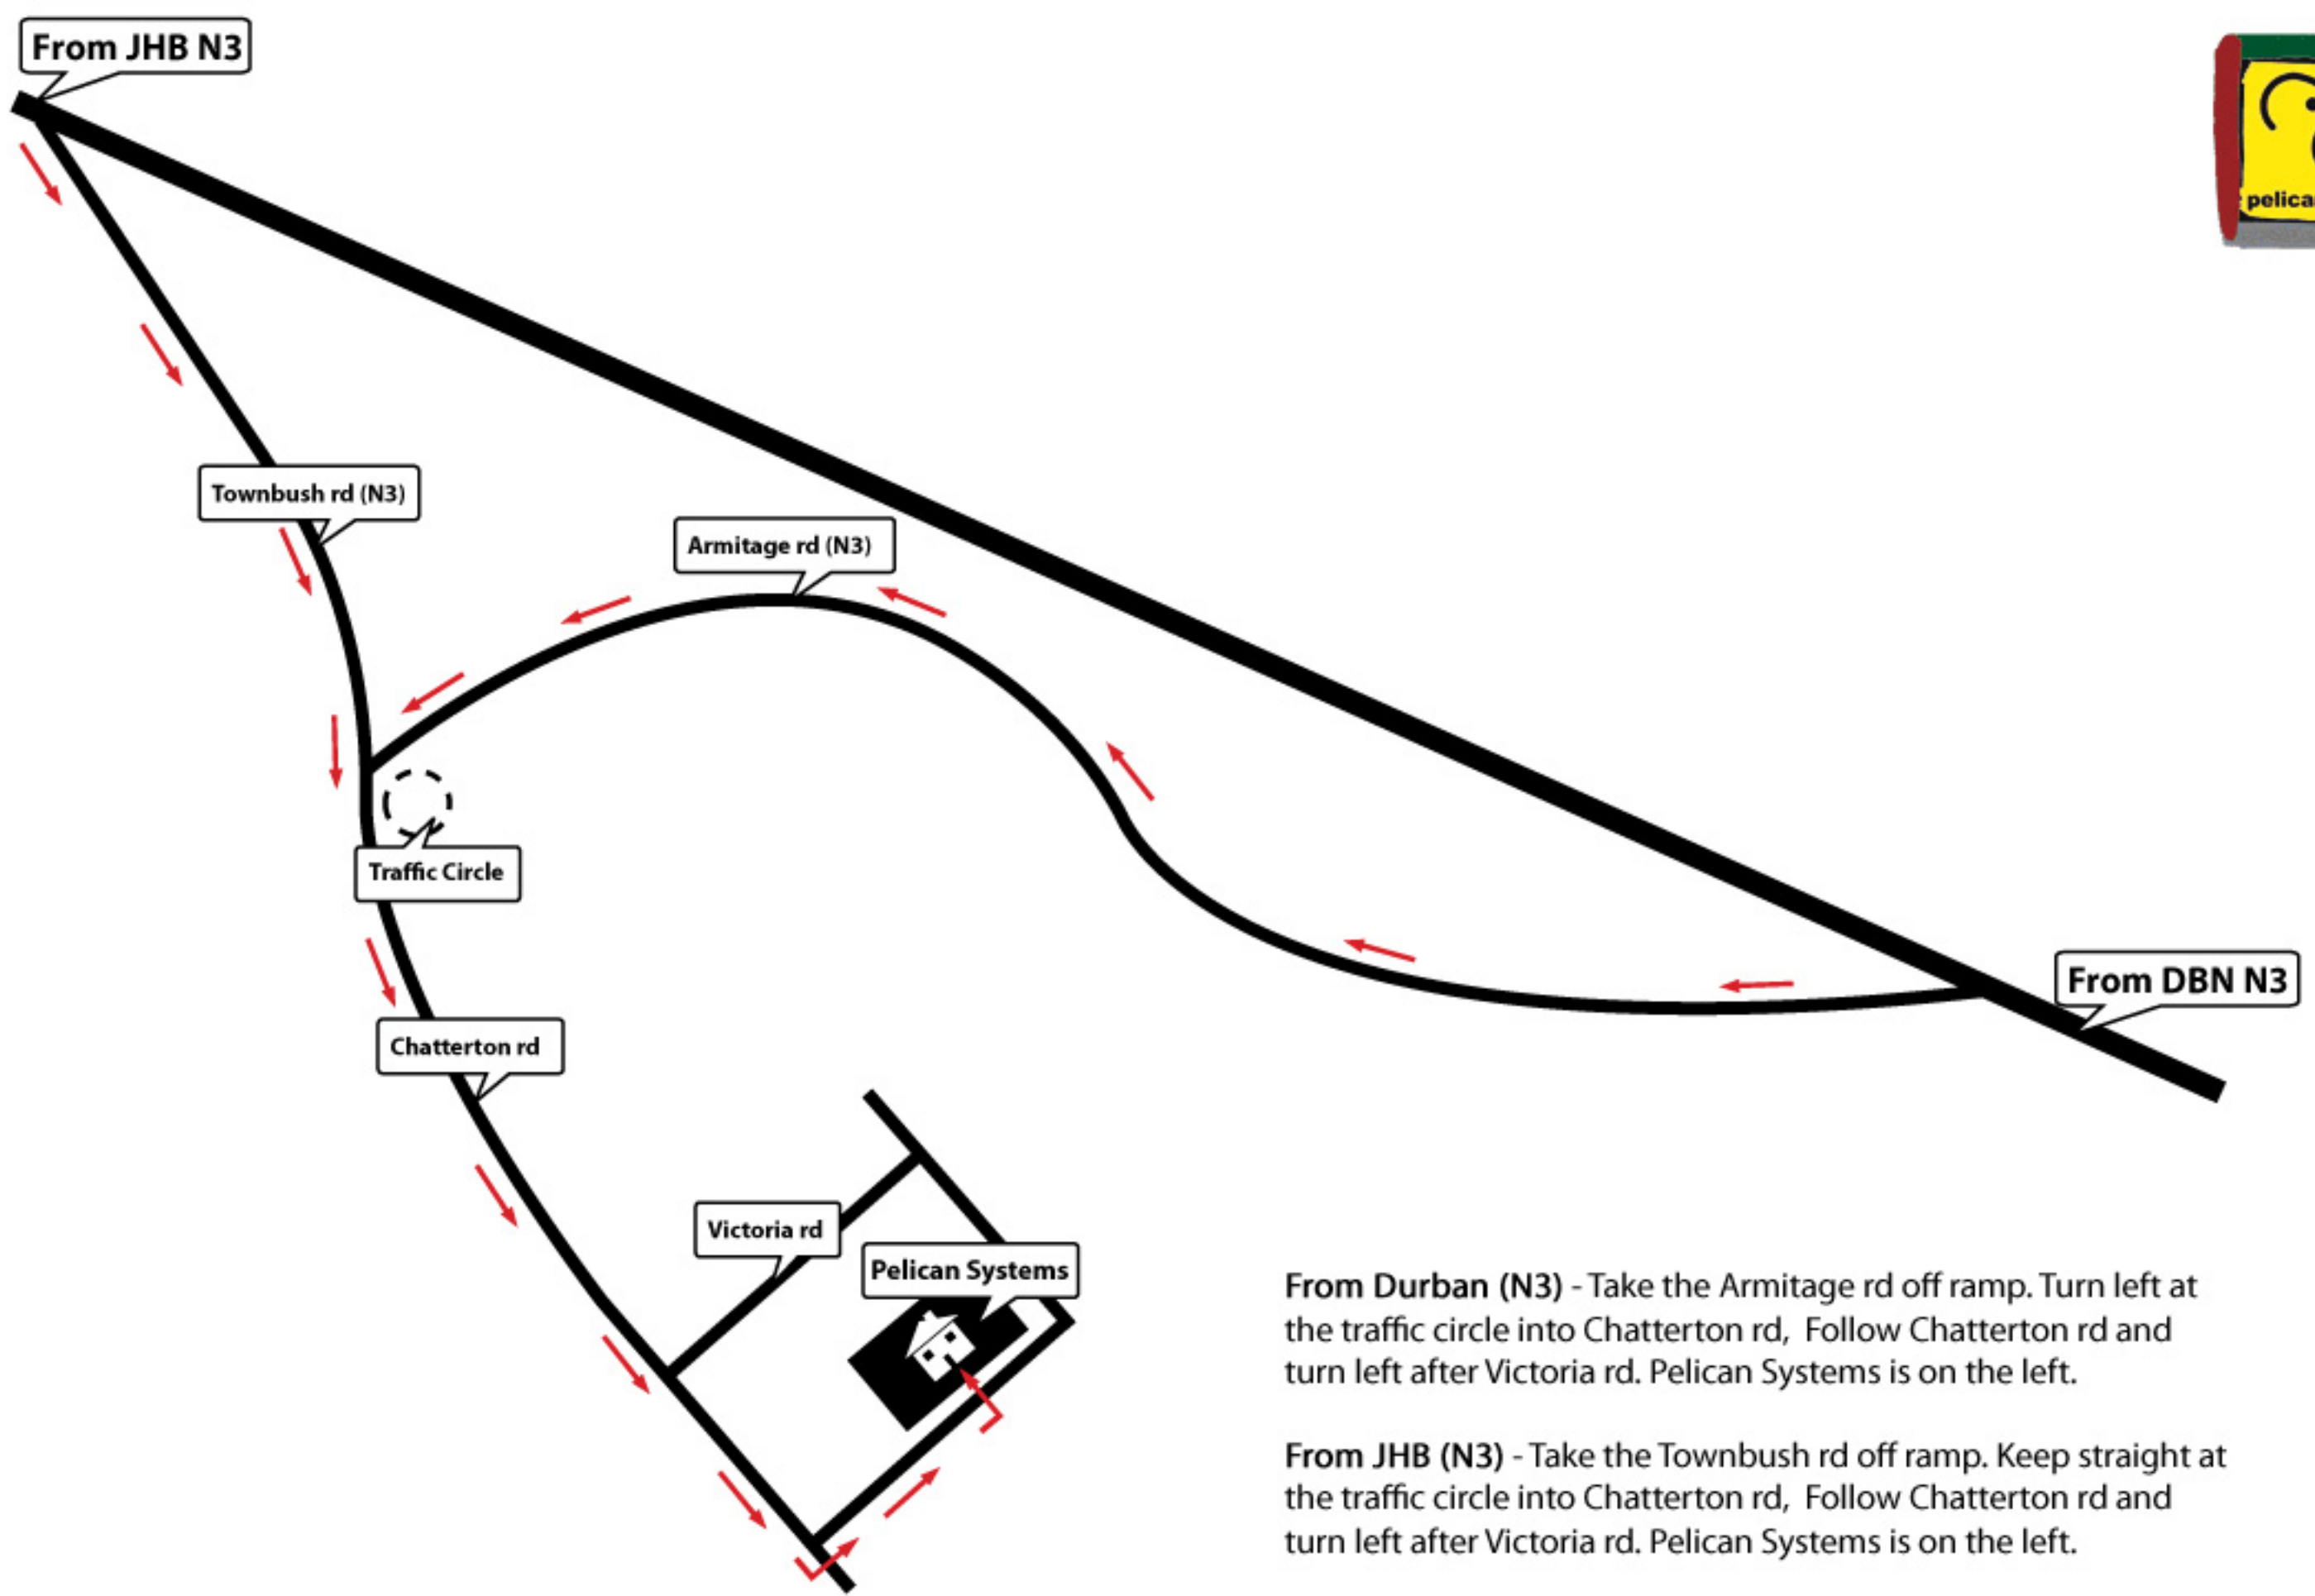 From JHB N3
Townbush rd (N3)
Armitage rd (N3)
Traffic Circle
From DBN N3
Chatterton rd
Victoria rd
Pelican Systems
From Durban (N3) - Take the Armitage rd off ramp. Turn left at
the traffic circle into Chatterton rd, Follow Chatterton rd and
turn left after Victoria rd. Pelican Systems is on the left.
From JHB (N3) - Take the Townbush rd off ramp. Keep straight at
the traffic circle into Chatterton rd, Follow Chatterton rd and
turn left after Victoria rd. Pelican Systems is on the left.